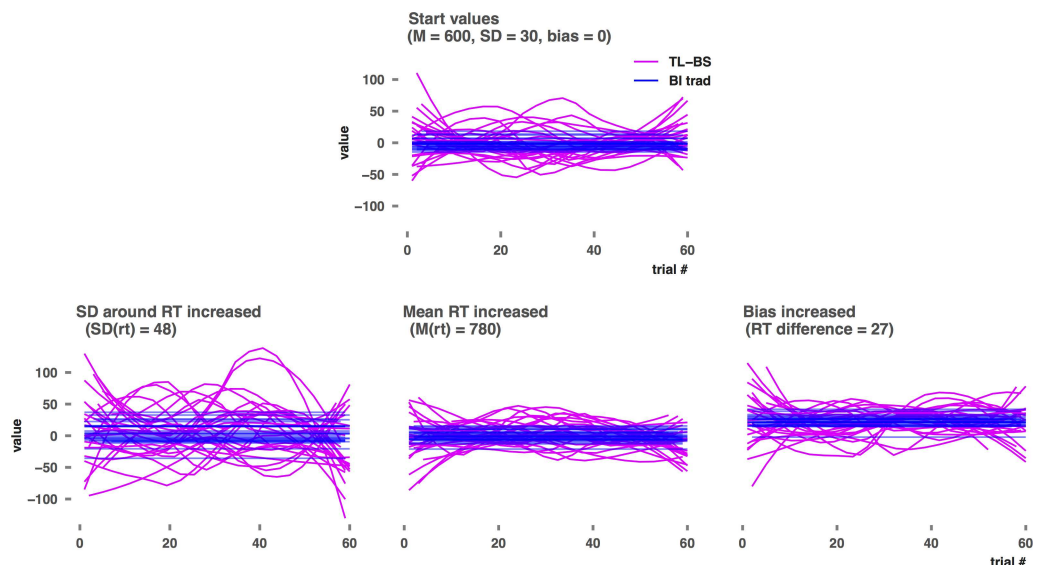 Start values
(M = 600, SD = 30, bias = 0)
TL−BS
BI trad
100
50
0
−50
−100
value
0
20
40
60
trial #
SD around RT increased
(SD(rt) = 48)
100
50
0
−50
−100
value
0
20
40
60
Mean RT increased
(M(rt) = 780)
0
20
40
60
Bias increased
(RT difference = 27)
0
20
40
60
trial #